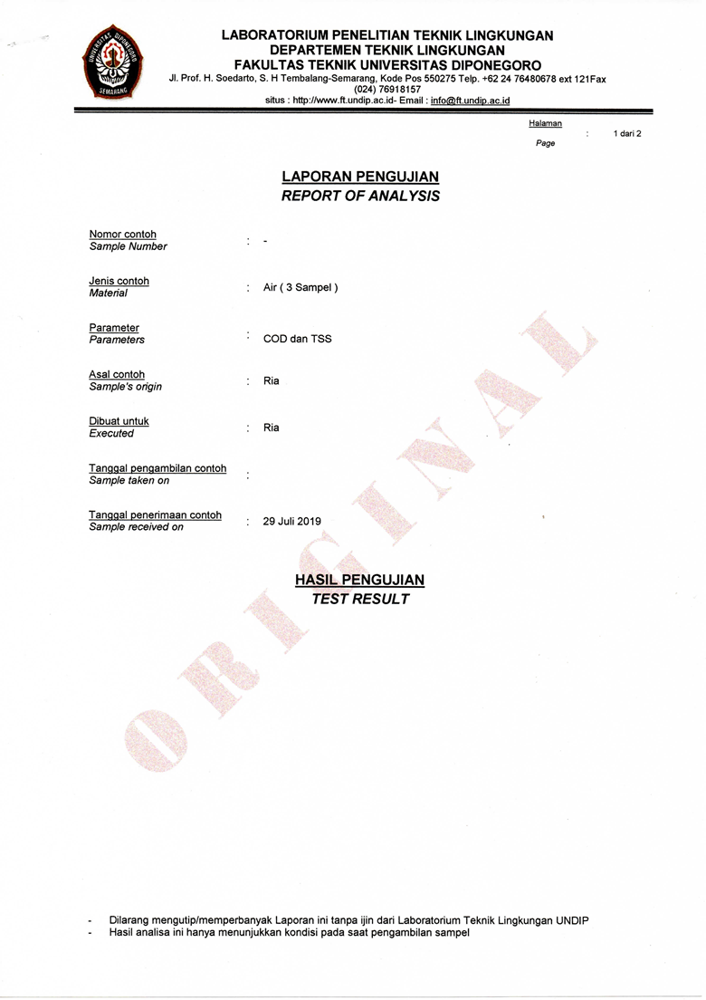 LABORATORIUM PENELITIAN TEKNIK LINGKUNGAN
DEPARTEMEN TEKNIK LINGKUNGAN
FAKULTAS TEKNIK UNIVERSITAS DIPONEGORO
Jl. Prof. H. Soedarto, S. H Tembalang-Semarang, Kode Pos 550275 Telp. +62 24 76480678 ext 121Fax
(024) 76918157
situs : http://www.ft.undip.ac.id- Email : info@ft.undip.ac.id
UNIVERSITAS DIPONEGORO
SEMARANG
Halaman
Page : 1 dari 2
LAPORAN PENGUJIAN
REPORT OF ANALYSIS
Nomor contoh
Sample Number : -
Jenis contoh
Material : Air ( 3 Sampel )
Parameter
Parameters : COD dan TSS
Asal contoh
Sample's origin : Ria
Dibuat untuk
Executed : Ria
Tanggal pengambilan contoh
Sample taken on :
Tanggal penerimaan contoh
Sample received on : 29 Juli 2019
HASIL PENGUJIAN
TEST RESULT
ORIGINAL
- Dilarang mengutip/memperbanyak Laporan ini tanpa ijin dari Laboratorium Teknik Lingkungan UNDIP
- Hasil analisa ini hanya menunjukkan kondisi pada saat pengambilan sampel